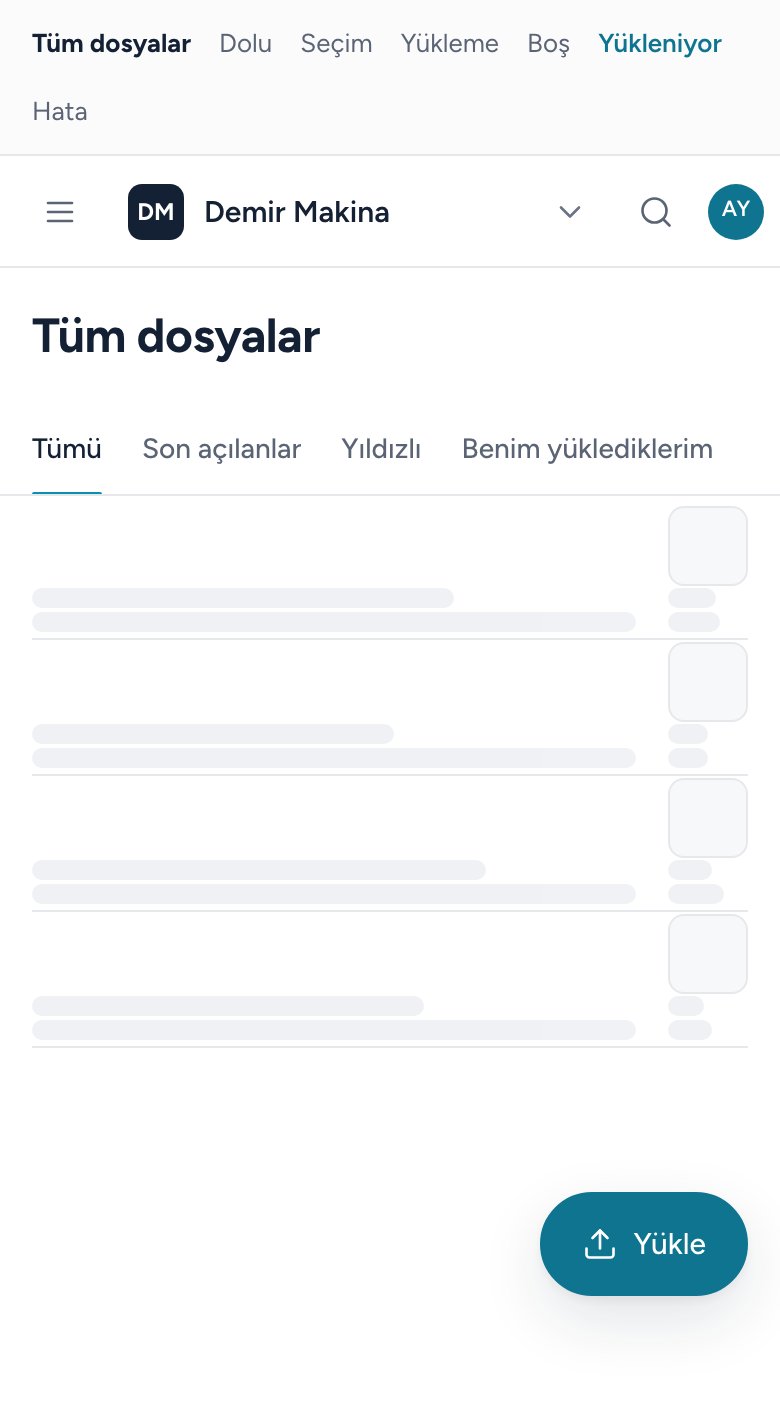 Tüm dosyalar Dolu Seçim Yükleme Boş Yükleniyor
Hata
DM Demir Makina AY
Tüm dosyalar
Tümü Son açılanlar Yıldızlı Benim yüklediklerim
Yükle